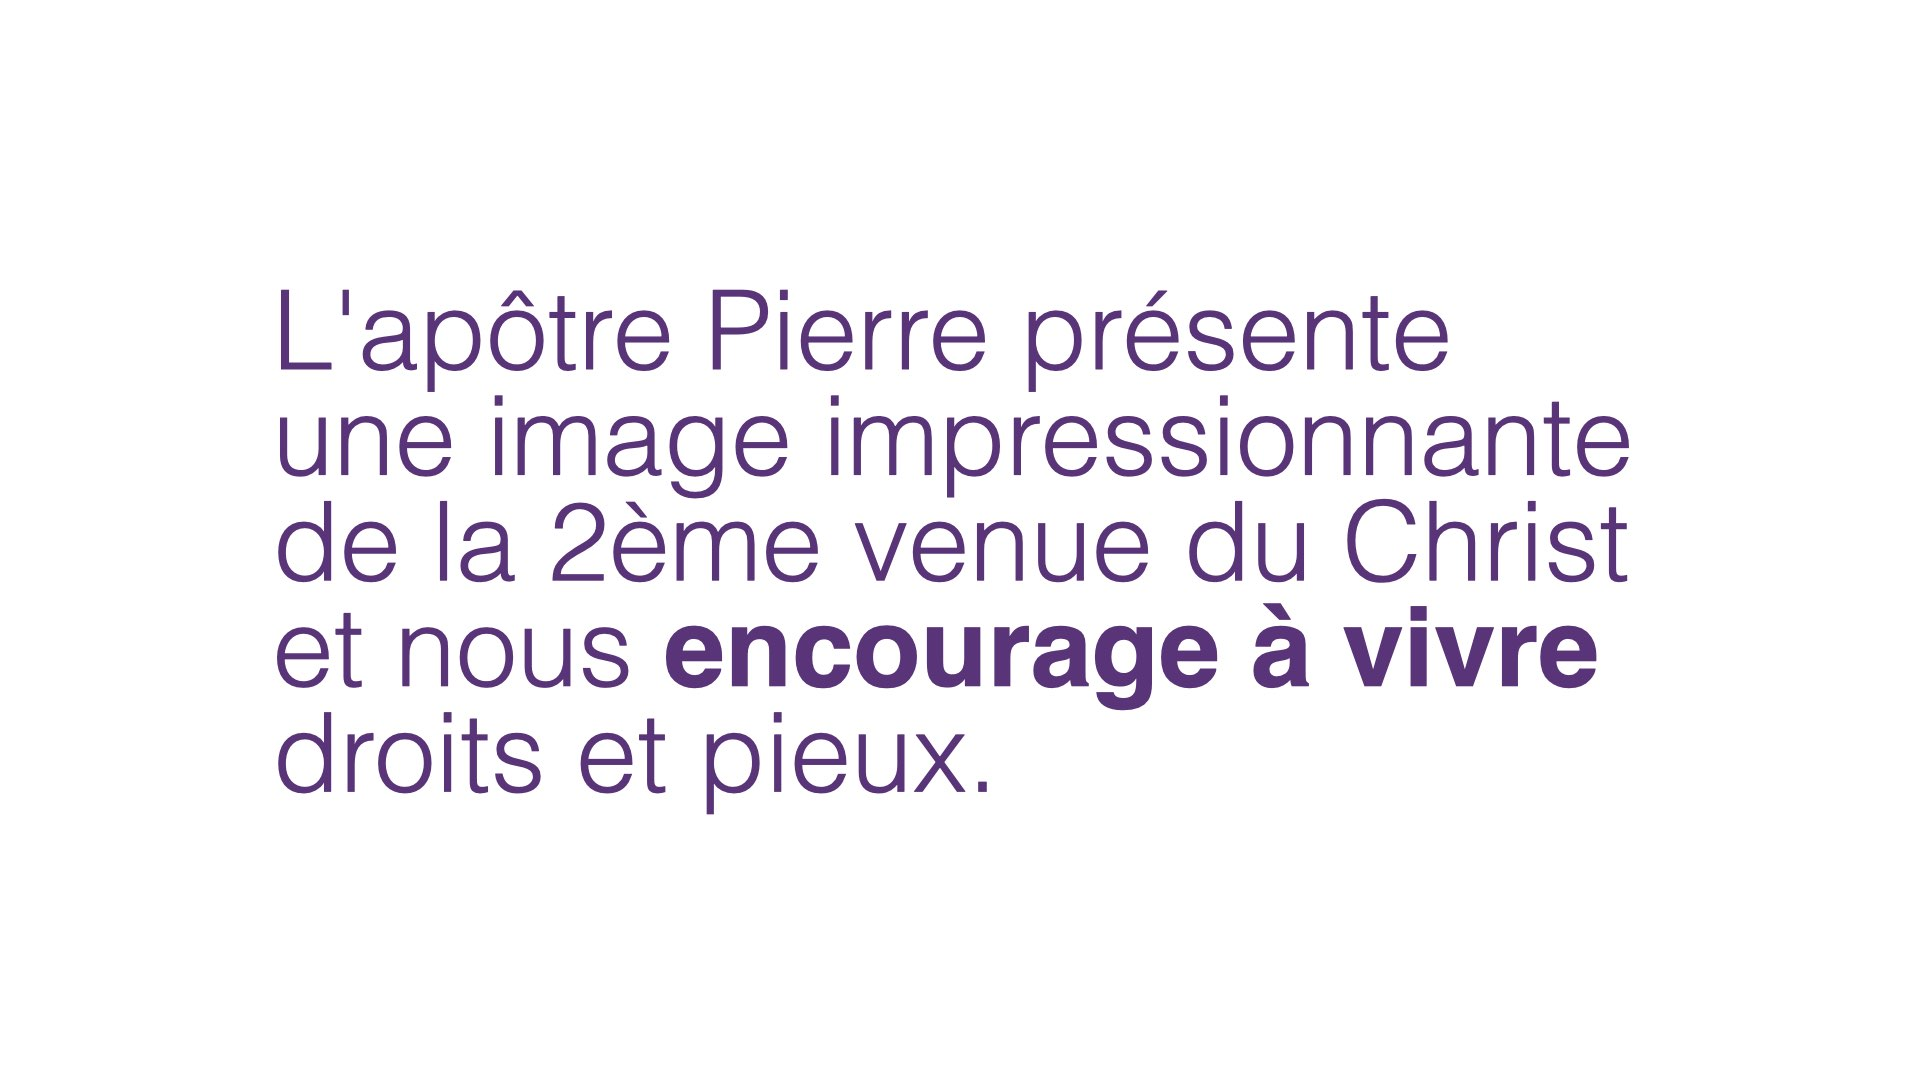 L'apôtre Pierre présente
une image impressionnante
de la 2ème venue du Christ
et nous encourage à vivre
droits et pieux.